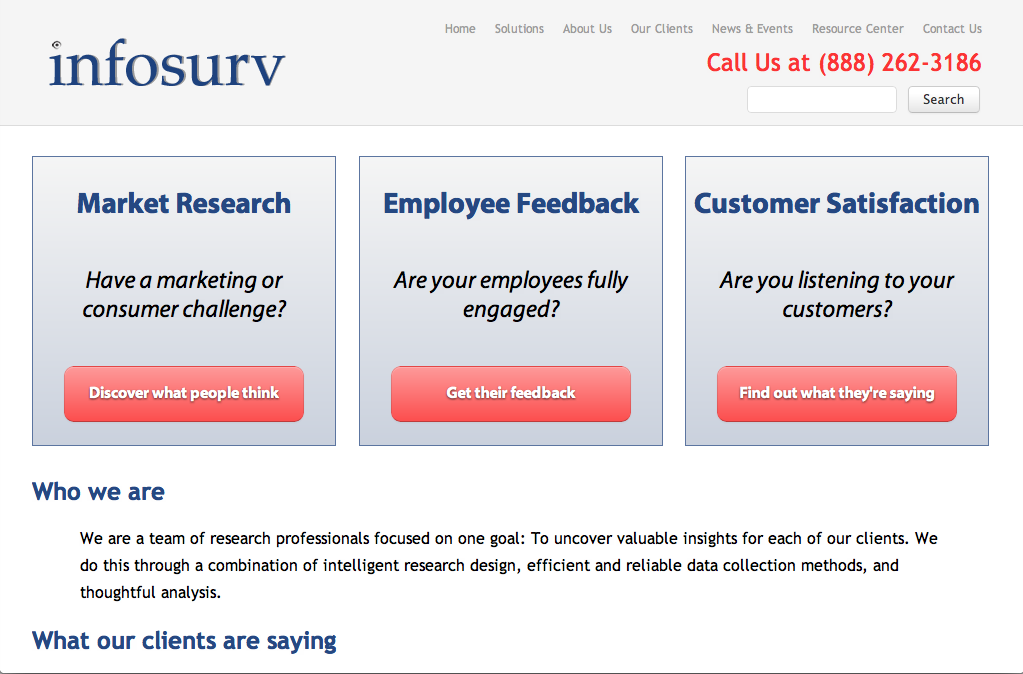 infosurv
Home Solutions About Us Our Clients News & Events Resource Center Contact Us
Call Us at (888) 262-3186
Search
Market Research
Have a marketing or
consumer challenge?
Discover what people think
Employee Feedback
Are your employees fully
engaged?
Get their feedback
Customer Satisfaction
Are you listening to your
customers?
Find out what they're saying
Who we are
We are a team of research professionals focused on one goal: To uncover valuable insights for each of our clients. We
do this through a combination of intelligent research design, efficient and reliable data collection methods, and
thoughtful analysis.
What our clients are saying